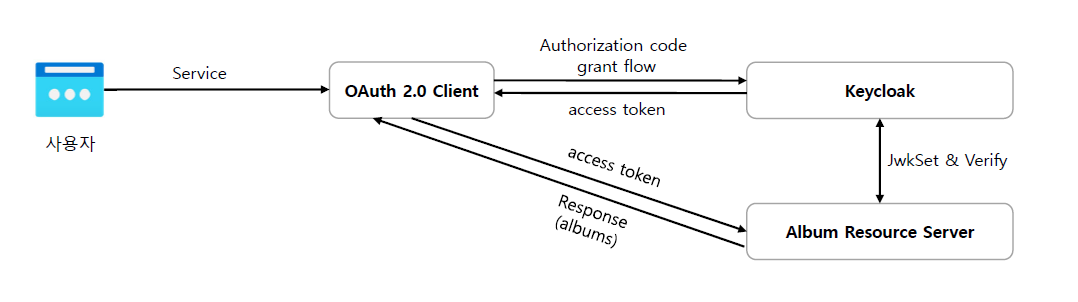 Authorization code
grant flow
Service
OAuth 2.0 Client
Keycloak
access token
사용자
access token
JwkSet & Verify
Response
(albums)
Album Resource Server